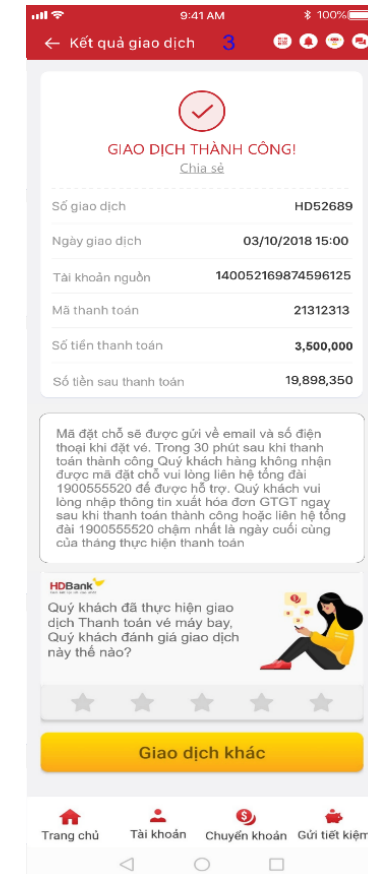 9:41 AM 100%
Kết quả giao dịch 3
GIAO DỊCH THÀNH CÔNG!
Chia sẻ
Số giao dịch HD52689
Ngày giao dịch 03/10/2018 15:00
Tài khoản nguồn 140052169874596125
Mã thanh toán 21312313
Số tiền thanh toán 3,500,000
Số tiền sau thanh toán 19,898,350
Mã đặt chỗ sẽ được gửi về email và số điện
thoại khi đặt vé. Trong 30 phút sau khi thanh
toán thành công Quý khách hàng không nhận
được mã đặt chỗ vui lòng liên hệ tổng đài
1900555520 để được hỗ trợ. Quý khách vui
lòng nhập thông tin xuất hóa đơn GTGT ngay
sau khi thanh toán thành công hoặc liên hệ tổng
đài 1900555520 chậm nhất là ngày cuối cùng
của tháng thực hiện thanh toán
HDBank
Quý khách đã thực hiện giao
dịch Thanh toán vé máy bay,
Quý khách đánh giá giao dịch
này thế nào?
Giao dịch khác
Trang chủ Tài khoản Chuyển khoản Gửi tiết kiệm